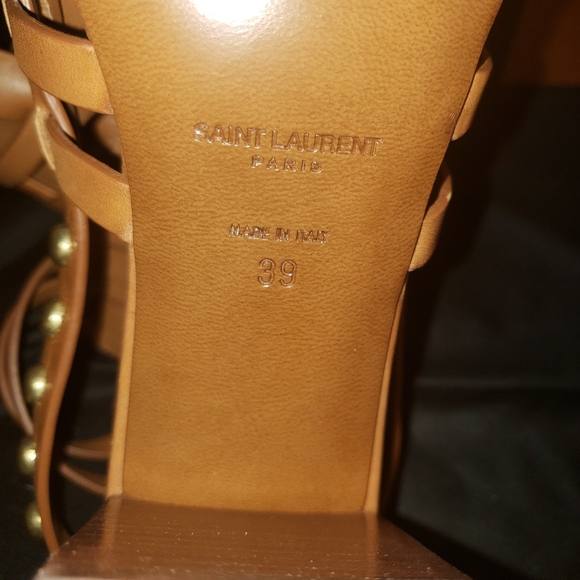 SAINT LAURENT
PARIS
MADE IN ITALY
39